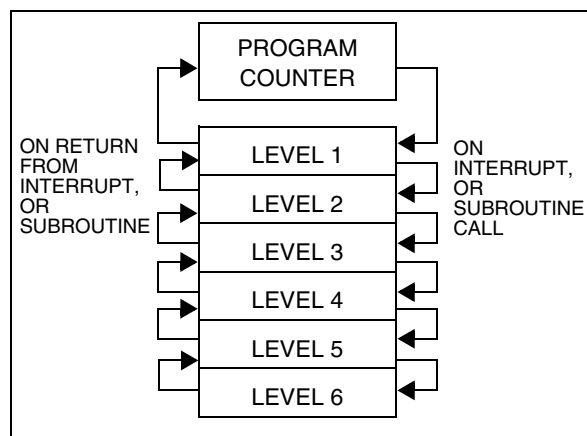 PROGRAM
COUNTER
ON RETURN
FROM
INTERRUPT,
OR
SUBROUTINE
LEVEL 1
LEVEL 2
LEVEL 3
LEVEL 4
LEVEL 5
LEVEL 6
ON
INTERRUPT,
OR
SUBROUTINE
CALL